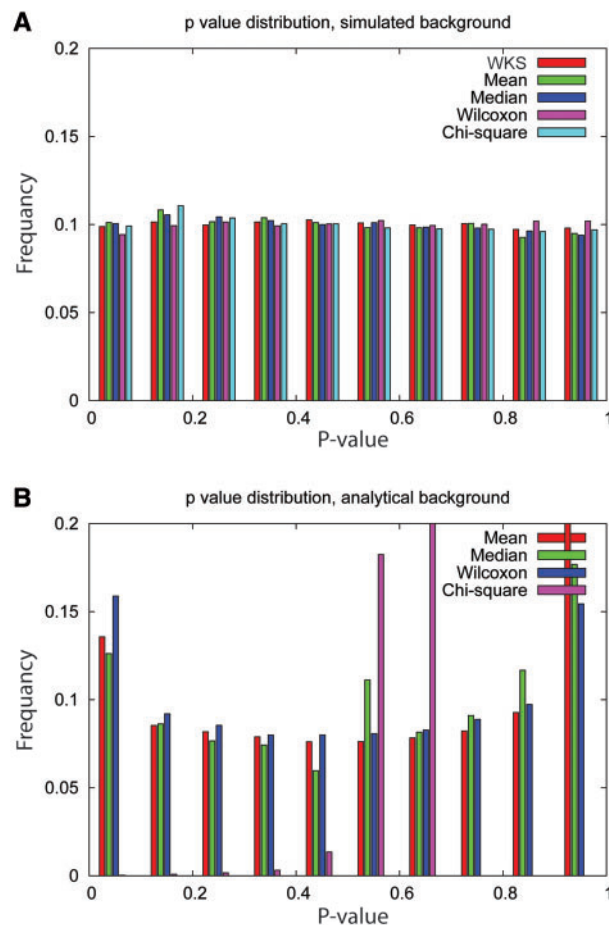 A
p value distribution, simulated background
0.2
WKS
Mean
Median
Wilcoxon
Chi-square
0.15
0.1
0.05
0
Frequancy
0 0.2 0.4 0.6 0.8 1
P-value
B
p value distribution, analytical background
0.2
Mean
Median
Wilcoxon
Chi-square
0.15
0.1
0.05
0
Frequancy
0 0.2 0.4 0.6 0.8 1
P-value